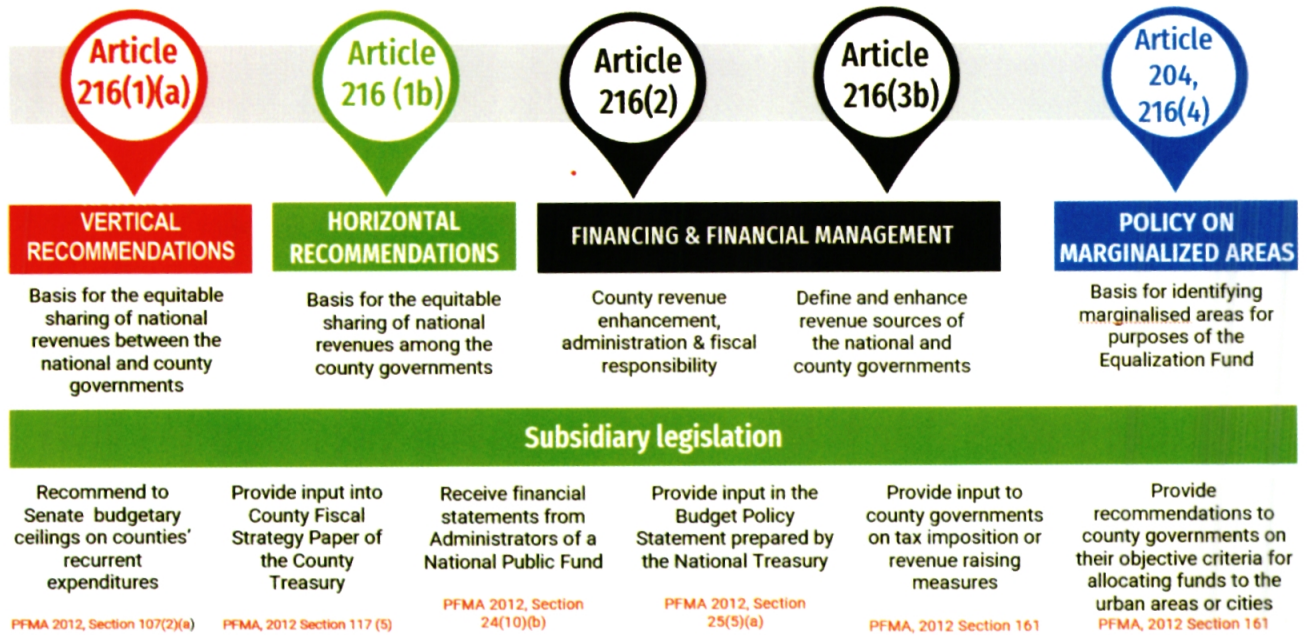 Article
216(1)(a)
Article
216 (1b)
Article
216(2)
Article
216(3b)
Article
204,
216(4)
VERTICAL
RECOMMENDATIONS
HORIZONTAL
RECOMMENDATIONS
FINANCING & FINANCIAL MANAGEMENT
POLICY ON
MARGINALIZED AREAS
Basis for the equitable
sharing of national
revenues between the
national and county
governments
Basis for the equitable
sharing of national
revenues among the
county governments
County revenue
enhancement,
administration & fiscal
responsibility
Define and enhance
revenue sources of
the national and
county governments
Basis for identifying
marginalised areas for
purposes of the
Equalization Fund
Subsidiary legislation
Recommend to
Senate budgetary
ceilings on counties'
recurrent
expenditures
PFMA 2012, Section 107(2)(a)
Provide input into
County Fiscal
Strategy Paper of
the County
Treasury
PFMA, 2012 Section 117 (5)
Receive financial
statements from
Administrators of a
National Public Fund
PFMA 2012, Section
24(10)(b)
Provide input in the
Budget Policy
Statement prepared by
the National Treasury
PFMA 2012, Section
25(5)(a)
Provide input to
county governments
on tax imposition or
revenue raising
measures
PFMA, 2012 Section 161
Provide
recommendations to
county governments on
their objective criteria for
allocating funds to the
urban areas or cities
PFMA, 2012 Section 161